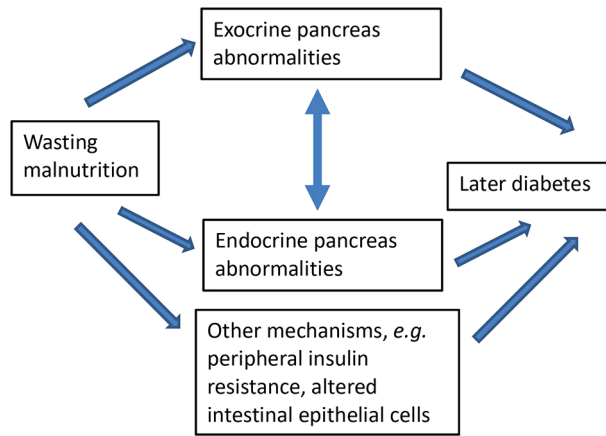 Exocrine pancreas
abnormalities
Wasting
malnutrition
Later diabetes
Endocrine pancreas
abnormalities
Other mechanisms, e.g.
peripheral insulin
resistance, altered
intestinal epithelial cells